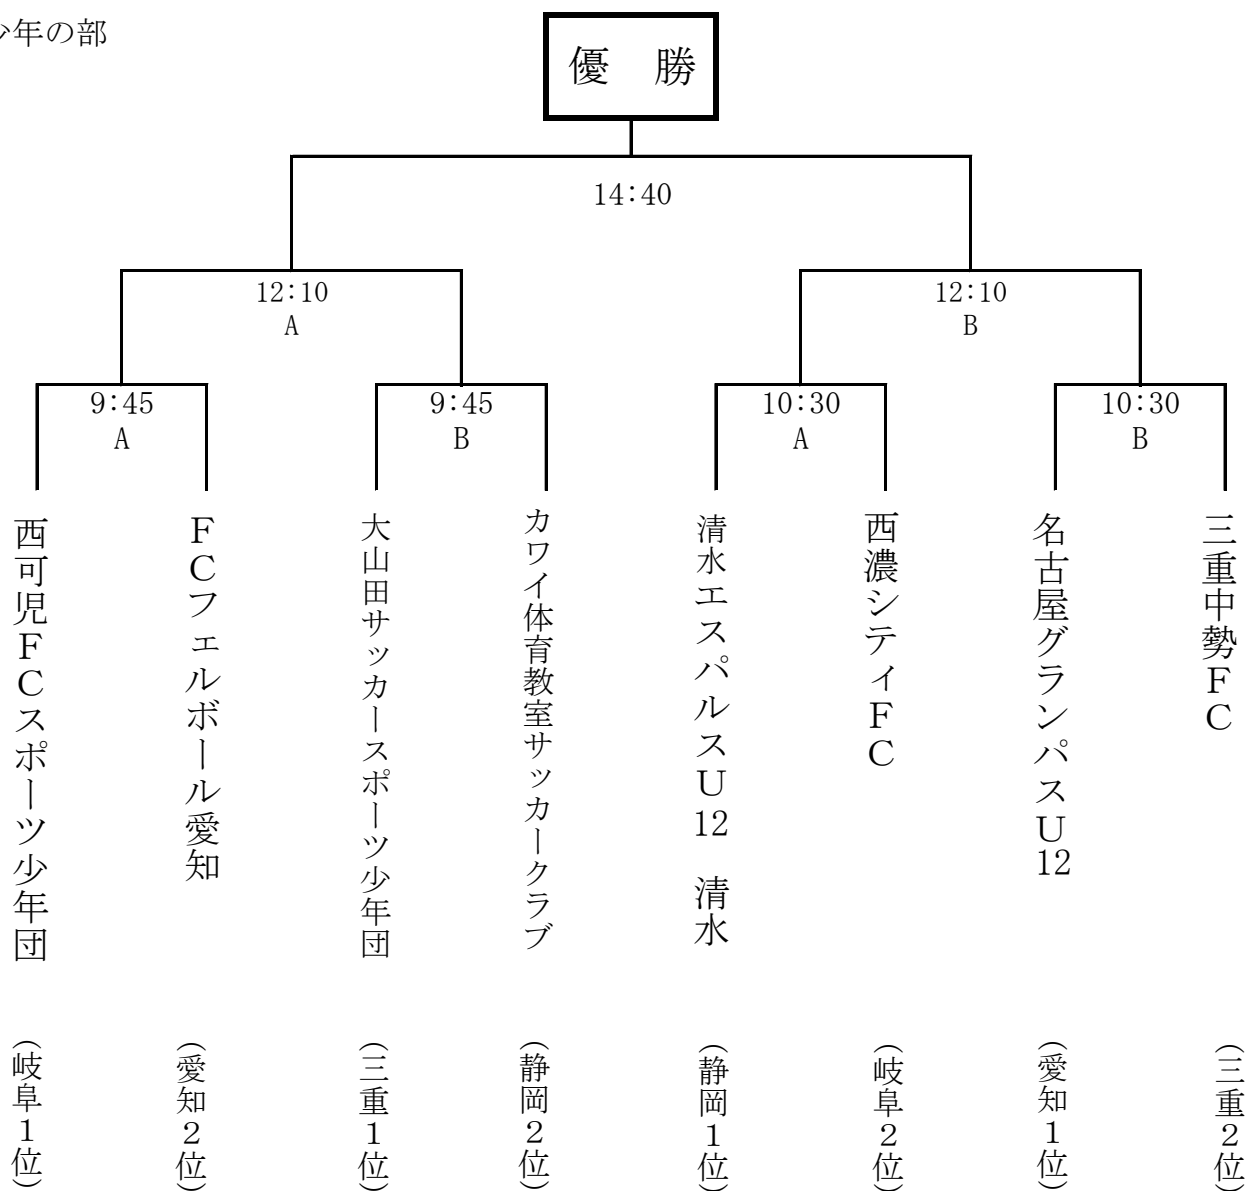 少年の部
優　勝
14:40
12:10
A
12:10
B
9:45
A
9:45
B
10:30
A
10:30
B
西可児ＦＣスポーツ少年団
ＦＣフェルボール愛知
大山田サッカースポーツ少年団
カワイ体育教室サッカークラブ
清水エスパルスＵ12　清水
西濃シティＦＣ
名古屋グランパスＵ12
三重中勢ＦＣ
（岐阜１位）
（愛知２位）
（三重１位）
（静岡２位）
（静岡１位）
（岐阜２位）
（愛知１位）
（三重２位）